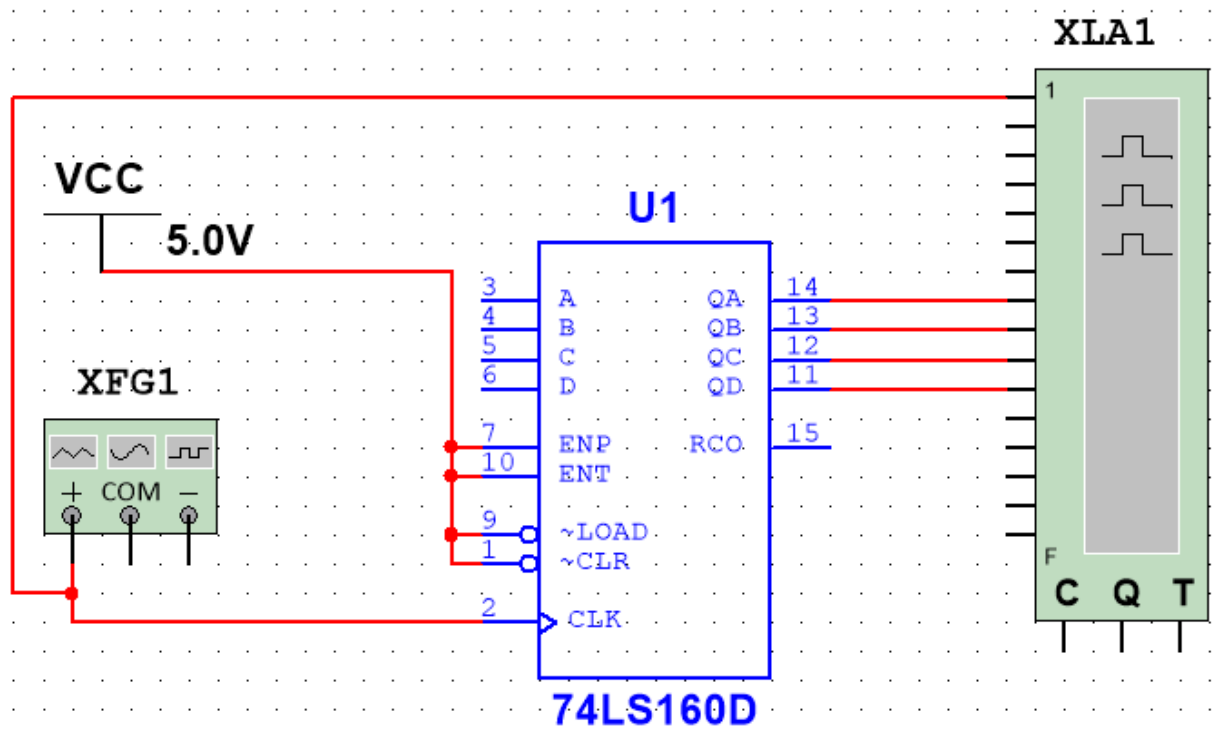 XLA1
1
VCC
5.0V
U1
3 A QA 14
4 B QB 13
5 C QC 12
6 D QD 11
XFG1
7 ENP RCO 15
10 ENT
+ COM −
9 ~LOAD
1 ~CLR
F
C Q T
2 CLK
74LS160D